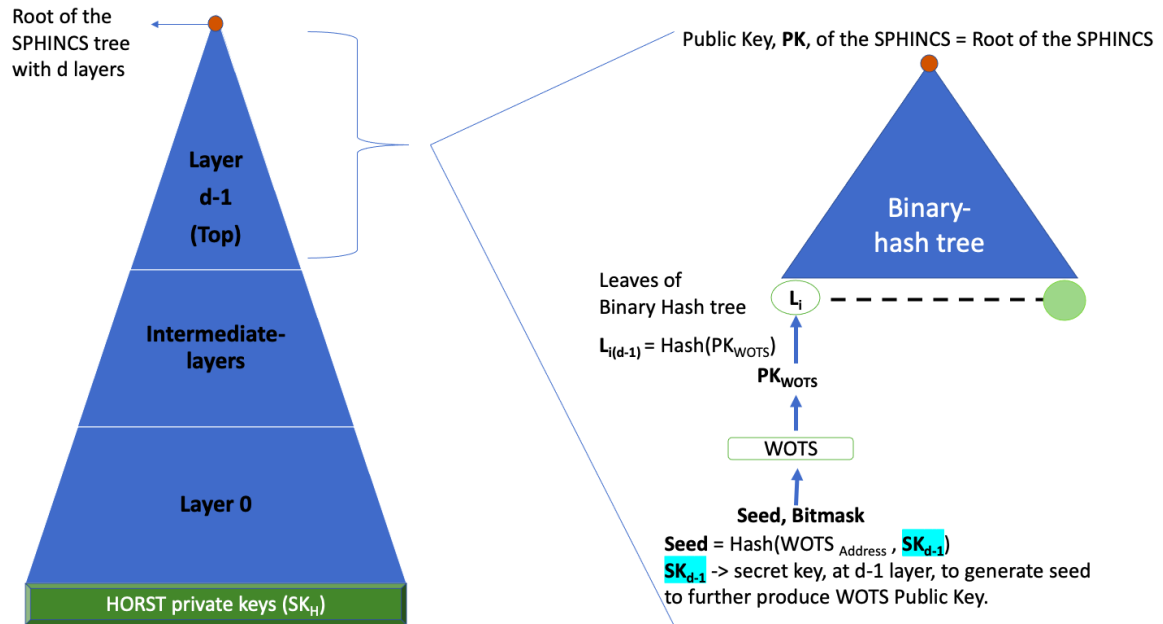 Root of the
SPHINCS tree
with d layers
Layer
d-1
(Top)
Intermediate-
layers
Layer 0
HORST private keys (SKH)
Public Key, PK, of the SPHINCS = Root of the SPHINCS
Binary-
hash tree
Leaves of
Binary Hash tree
Li
Li(d-1) = Hash(PKWOTS)
PKWOTS
WOTS
Seed, Bitmask
Seed = Hash(WOTS Address , SKd-1)
SKd-1 -> secret key, at d-1 layer, to generate seed
to further produce WOTS Public Key.